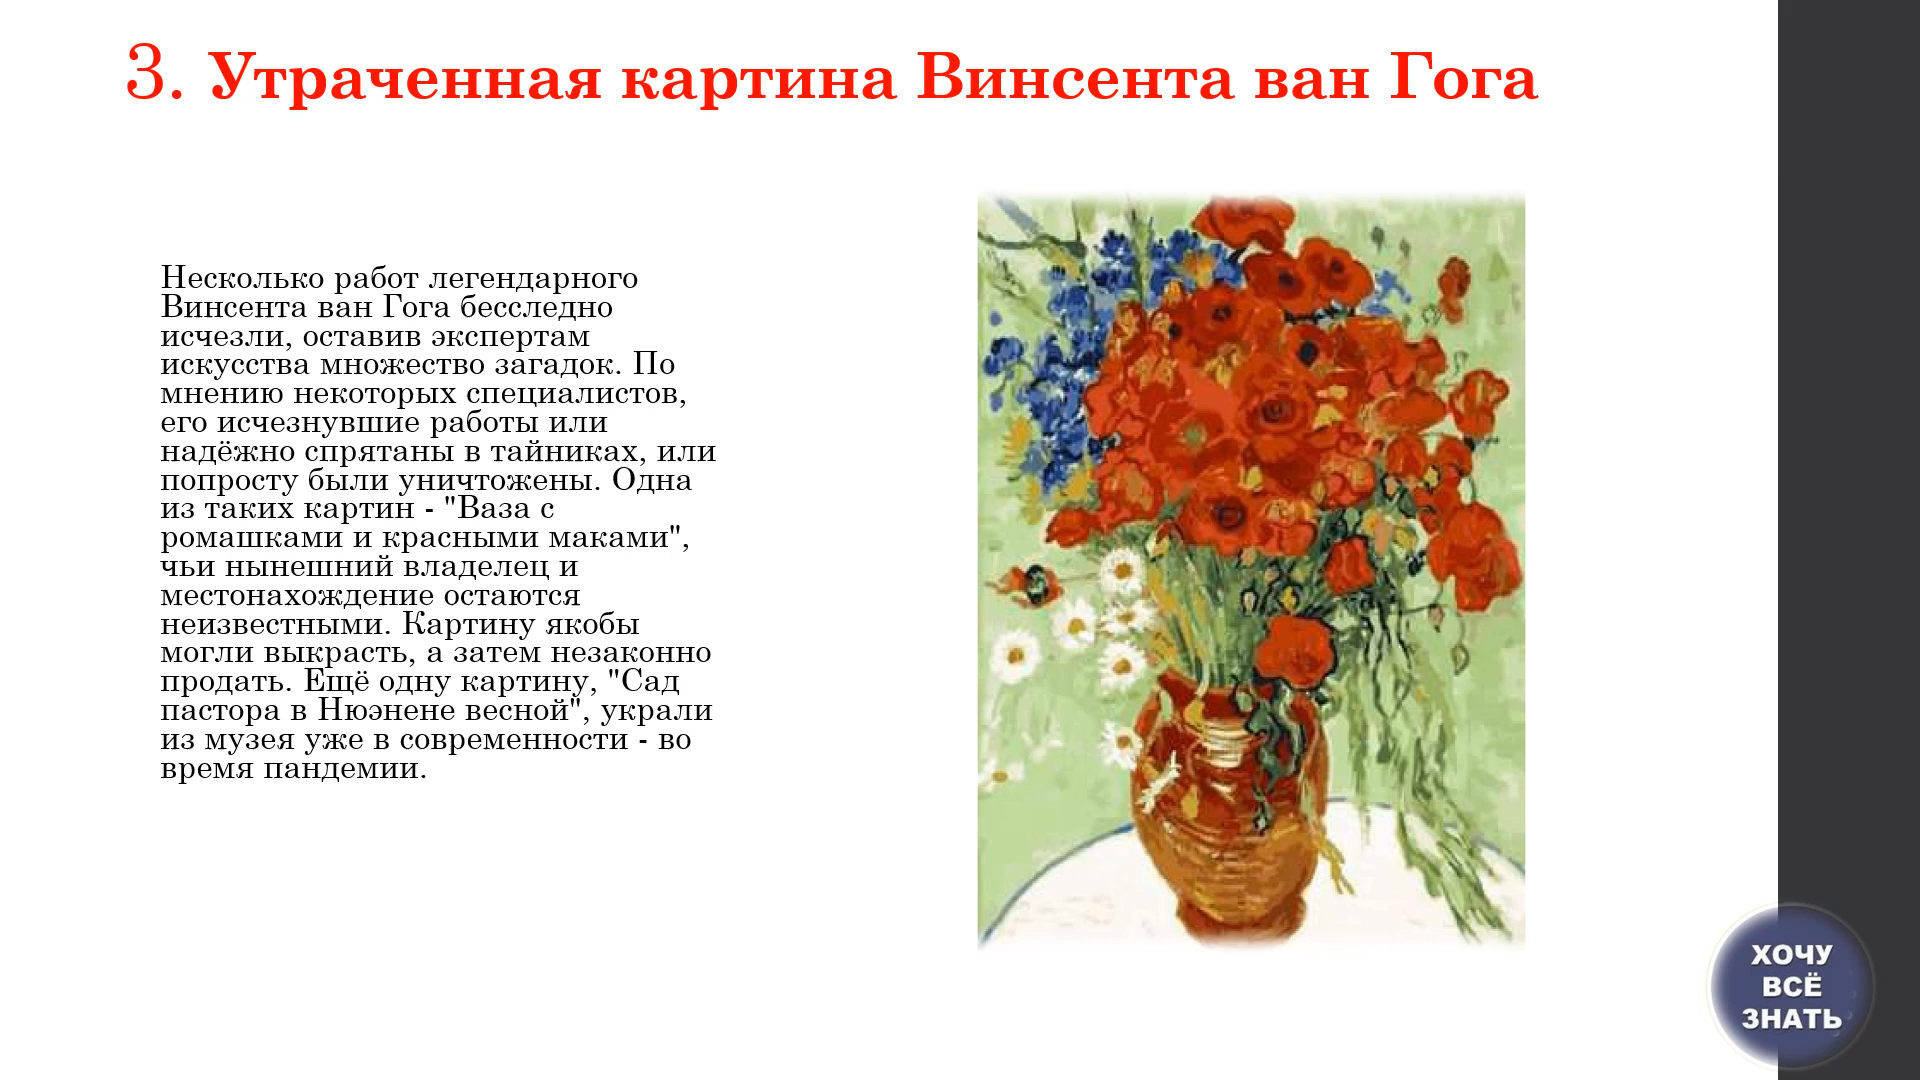 3. Утраченная картина Винсента ван Гога
Несколько работ легендарного
Винсента ван Гога бесследно
исчезли, оставив экспертам
искусства множество загадок. По
мнению некоторых специалистов,
его исчезнувшие работы или
надёжно спрятаны в тайниках, или
попросту были уничтожены. Одна
из таких картин - "Ваза с
ромашками и красными маками",
чьи нынешний владелец и
местонахождение остаются
неизвестными. Картину якобы
могли выкрасть, а затем незаконно
продать. Ещё одну картину, "Сад
пастора в Нюэнене весной", украли
из музея уже в современности - во
время пандемии.
ХОЧУ
ВСЁ
ЗНАТЬ